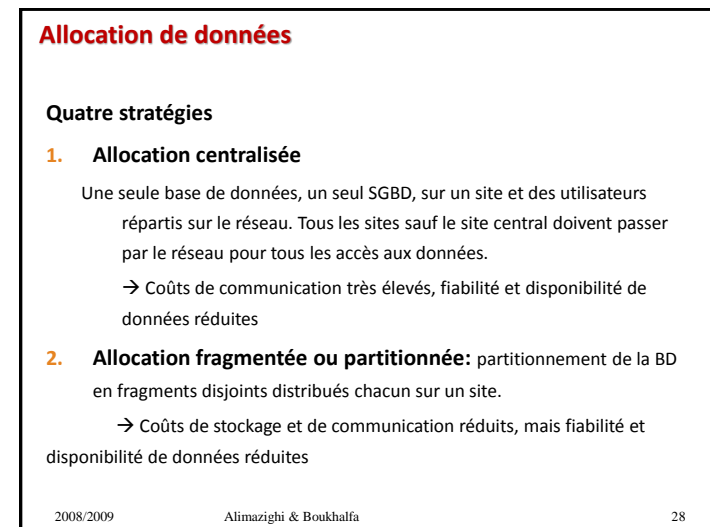 Allocation de données
Quatre stratégies
1. Allocation centralisée
Une seule base de données, un seul SGBD, sur un site et des utilisateurs
répartis sur le réseau. Tous les sites sauf le site central doivent passer
par le réseau pour tous les accès aux données.
→ Coûts de communication très élevés, fiabilité et disponibilité de
données réduites
2. Allocation fragmentée ou partitionnée: partitionnement de la BD
en fragments disjoints distribués chacun sur un site.
→ Coûts de stockage et de communication réduits, mais fiabilité et
disponibilité de données réduites
2008/2009 Alimazighi & Boukhalfa 28